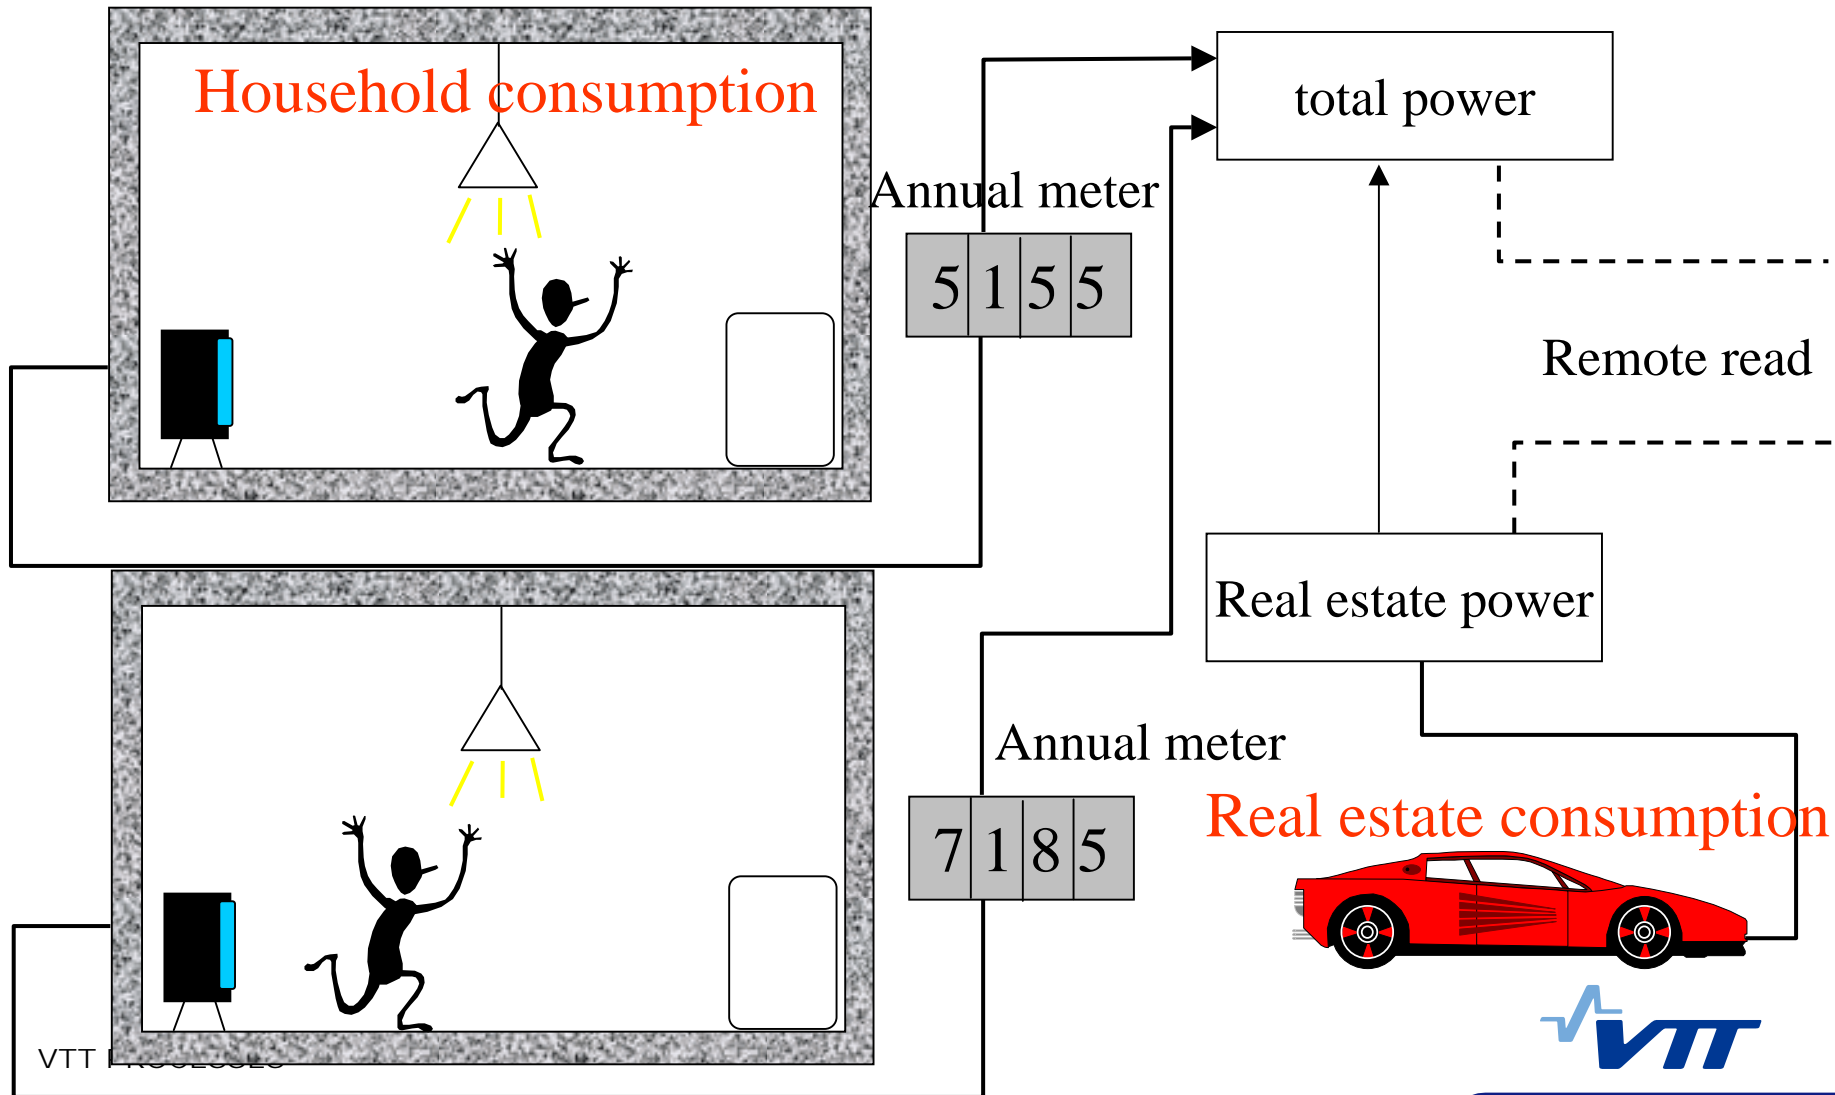 Household consumption
total power
Annual meter
5 1 5 5
Remote read
Real estate power
Annual meter
7 1 8 5
Real estate consumption
VTT
VTT